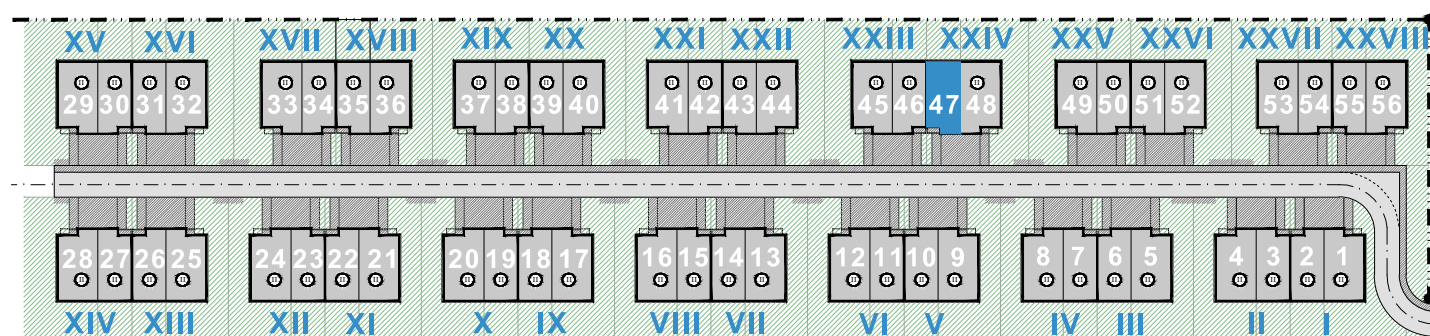 XV XVI XVII XVIII XIX XX XXI XXII XXIII XXIV XXV XXVI XXVII XXVIII
29 30 31 32 33 34 35 36 37 38 39 40 41 42 43 44 45 46 47 48 49 50 51 52 53 54 55 56
28 27 26 25 24 23 22 21 20 19 18 17 16 15 14 13 12 11 10 9 8 7 6 5 4 3 2 1
XIV XIII XII XI X IX VIII VII VI V IV III II I